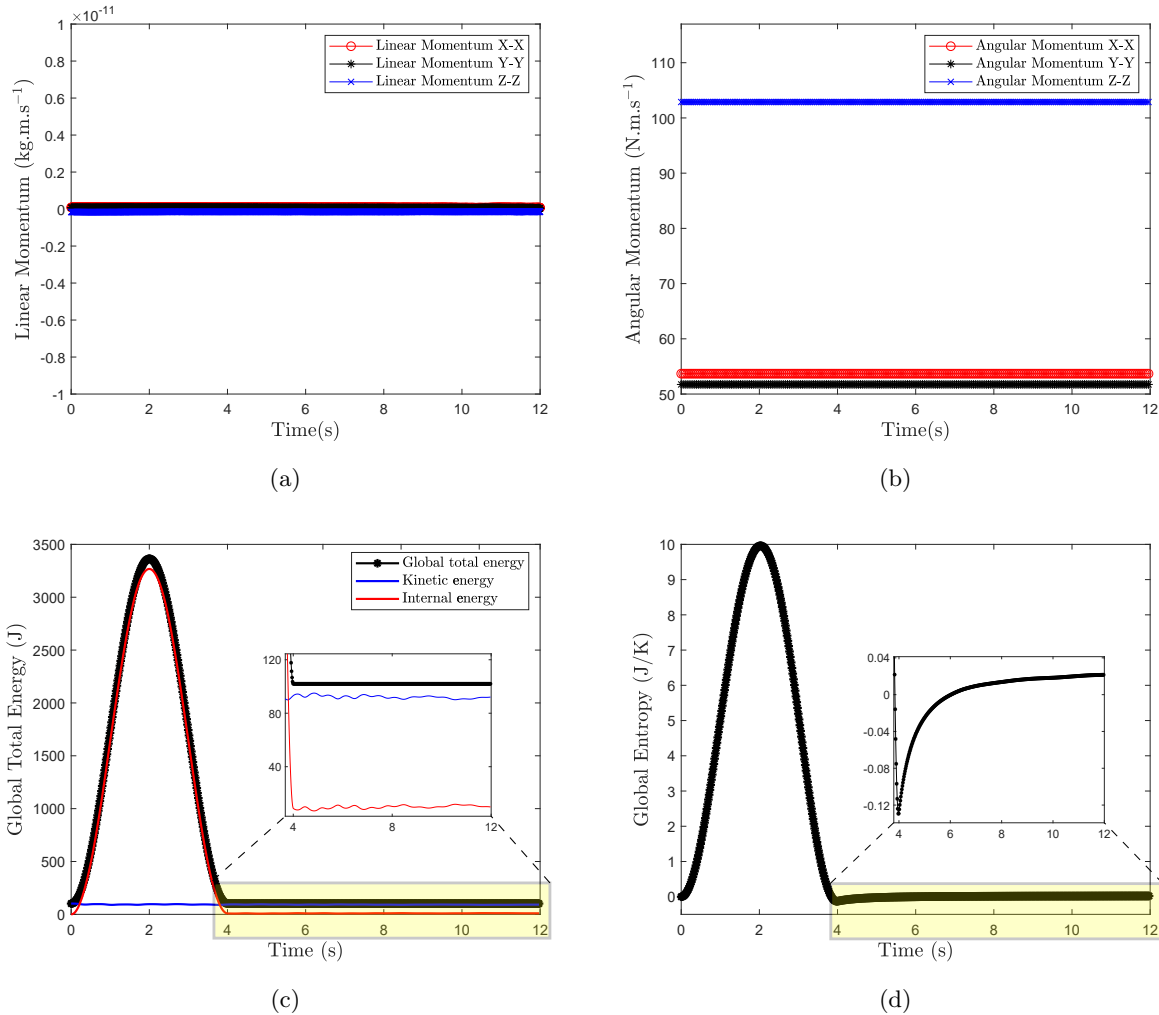 ×10⁻¹¹
1
0.8
0.6
0.4
0.2
0
-0.2
-0.4
-0.6
-0.8
-1
Linear Momentum (kg.m.s⁻¹)
Linear Momentum X-X
Linear Momentum Y-Y
Linear Momentum Z-Z
0 2 4 6 8 10 12
Time(s)
(a)
110
100
90
80
70
60
50
Angular Momentum (N.m.s⁻¹)
Angular Momentum X-X
Angular Momentum Y-Y
Angular Momentum Z-Z
0 2 4 6 8 10 12
Time(s)
(b)
3500
3000
2500
2000
1500
1000
500
0
Global Total Energy (J)
Global total energy
Kinetic energy
Internal energy
120
90
40
4 8 12
0 2 4 6 8 10 12
Time (s)
(c)
10
9
8
7
6
5
4
3
2
1
0
Global Entropy (J/K)
0.04
0
-0.04
-0.08
-0.12
4 6 8 10 12
0 2 4 6 8 10 12
Time (s)
(d)